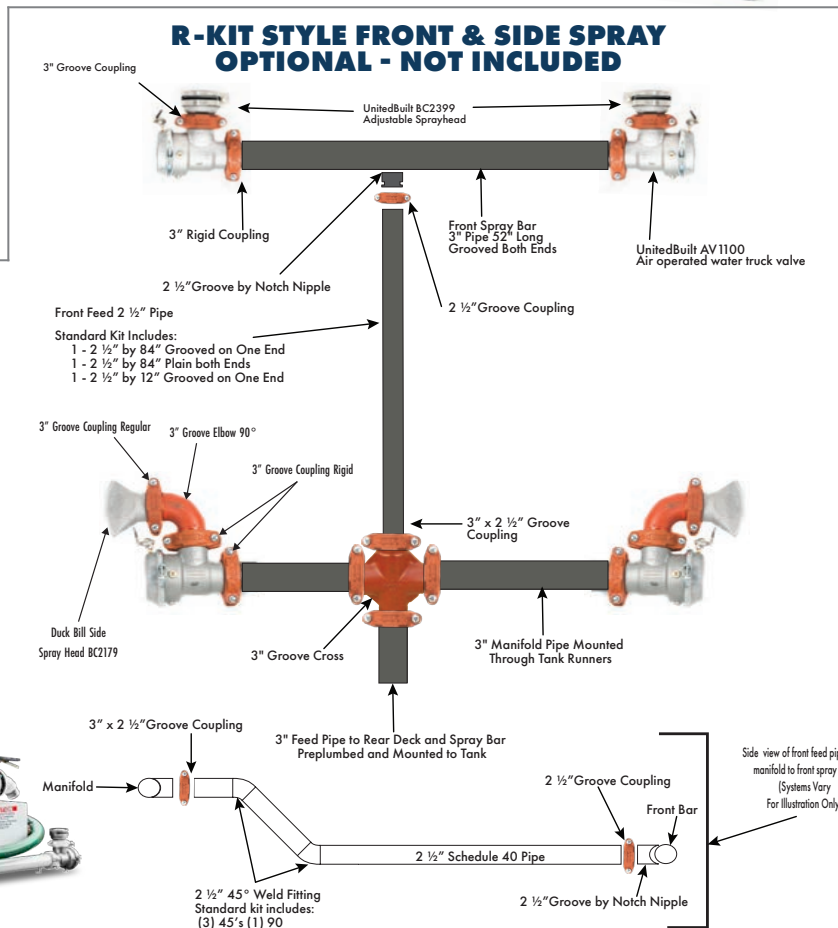 R-KIT STYLE FRONT & SIDE SPRAY
OPTIONAL - NOT INCLUDED
3" Groove Coupling
UnitedBuilt BC2399
Adjustable Sprayhead
3" Rigid Coupling
Front Spray Bar
3" Pipe 52" Long
Grooved Both Ends
UnitedBuilt AV1100
Air operated water truck valve
2 ½"Groove by Notch Nipple
2 ½"Groove Coupling
Front Feed 2 ½" Pipe
Standard Kit Includes:
1 - 2 ½" by 84" Grooved on One End
1 - 2 ½" by 84" Plain both Ends
1 - 2 ½" by 12" Grooved on One End
3" Groove Coupling Regular
3" Groove Elbow 90°
3" Groove Coupling Rigid
3" x 2 ½" Groove
Coupling
Duck Bill Side
Spray Head BC2179
3" Groove Cross
3" Manifold Pipe Mounted
Through Tank Runners
3" Feed Pipe to Rear Deck and Spray Bar
Preplumbed and Mounted to Tank
3" x 2 ½"Groove Coupling
Manifold
2 ½"Groove Coupling
Front Bar
Side view of front feed pip
manifold to front spray
(Systems Vary
For Illustration Only
2 ½" Schedule 40 Pipe
2 ½" 45° Weld Fitting
Standard kit includes:
(3) 45's (1) 90
2 ½"Groove by Notch Nipple